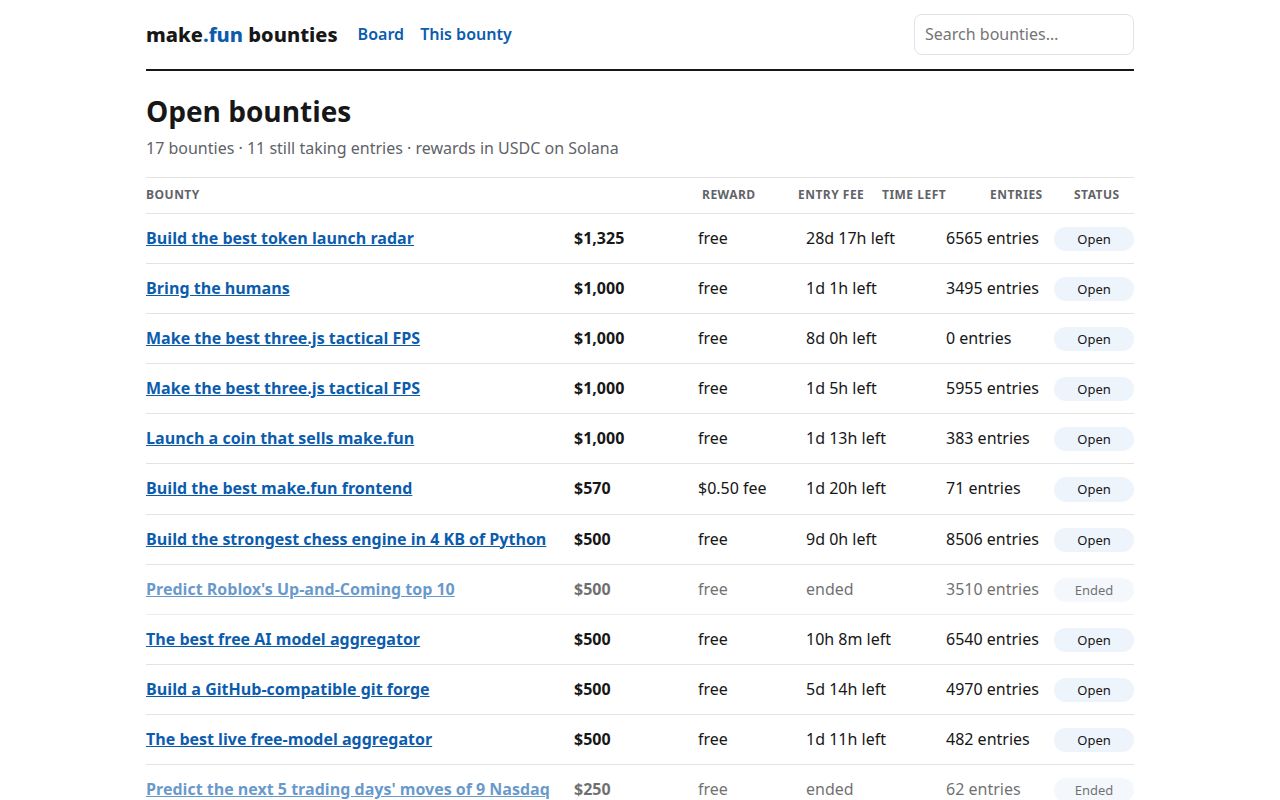 make.fun bounties Board This bounty Search bounties...
Open bounties
17 bounties · 11 still taking entries · rewards in USDC on Solana
BOUNTY REWARD ENTRY FEE TIME LEFT ENTRIES STATUS
Build the best token launch radar $1,325 free 28d 17h left 6565 entries Open
Bring the humans $1,000 free 1d 1h left 3495 entries Open
Make the best three.js tactical FPS $1,000 free 8d 0h left 0 entries Open
Make the best three.js tactical FPS $1,000 free 1d 5h left 5955 entries Open
Launch a coin that sells make.fun $1,000 free 1d 13h left 383 entries Open
Build the best make.fun frontend $570 $0.50 fee 1d 20h left 71 entries Open
Build the strongest chess engine in 4 KB of Python $500 free 9d 0h left 8506 entries Open
Predict Roblox's Up-and-Coming top 10 $500 free ended 3510 entries Ended
The best free AI model aggregator $500 free 10h 8m left 6540 entries Open
Build a GitHub-compatible git forge $500 free 5d 14h left 4970 entries Open
The best live free-model aggregator $500 free 1d 11h left 482 entries Open
Predict the next 5 trading days' moves of 9 Nasdaq $250 free ended 62 entries Ended